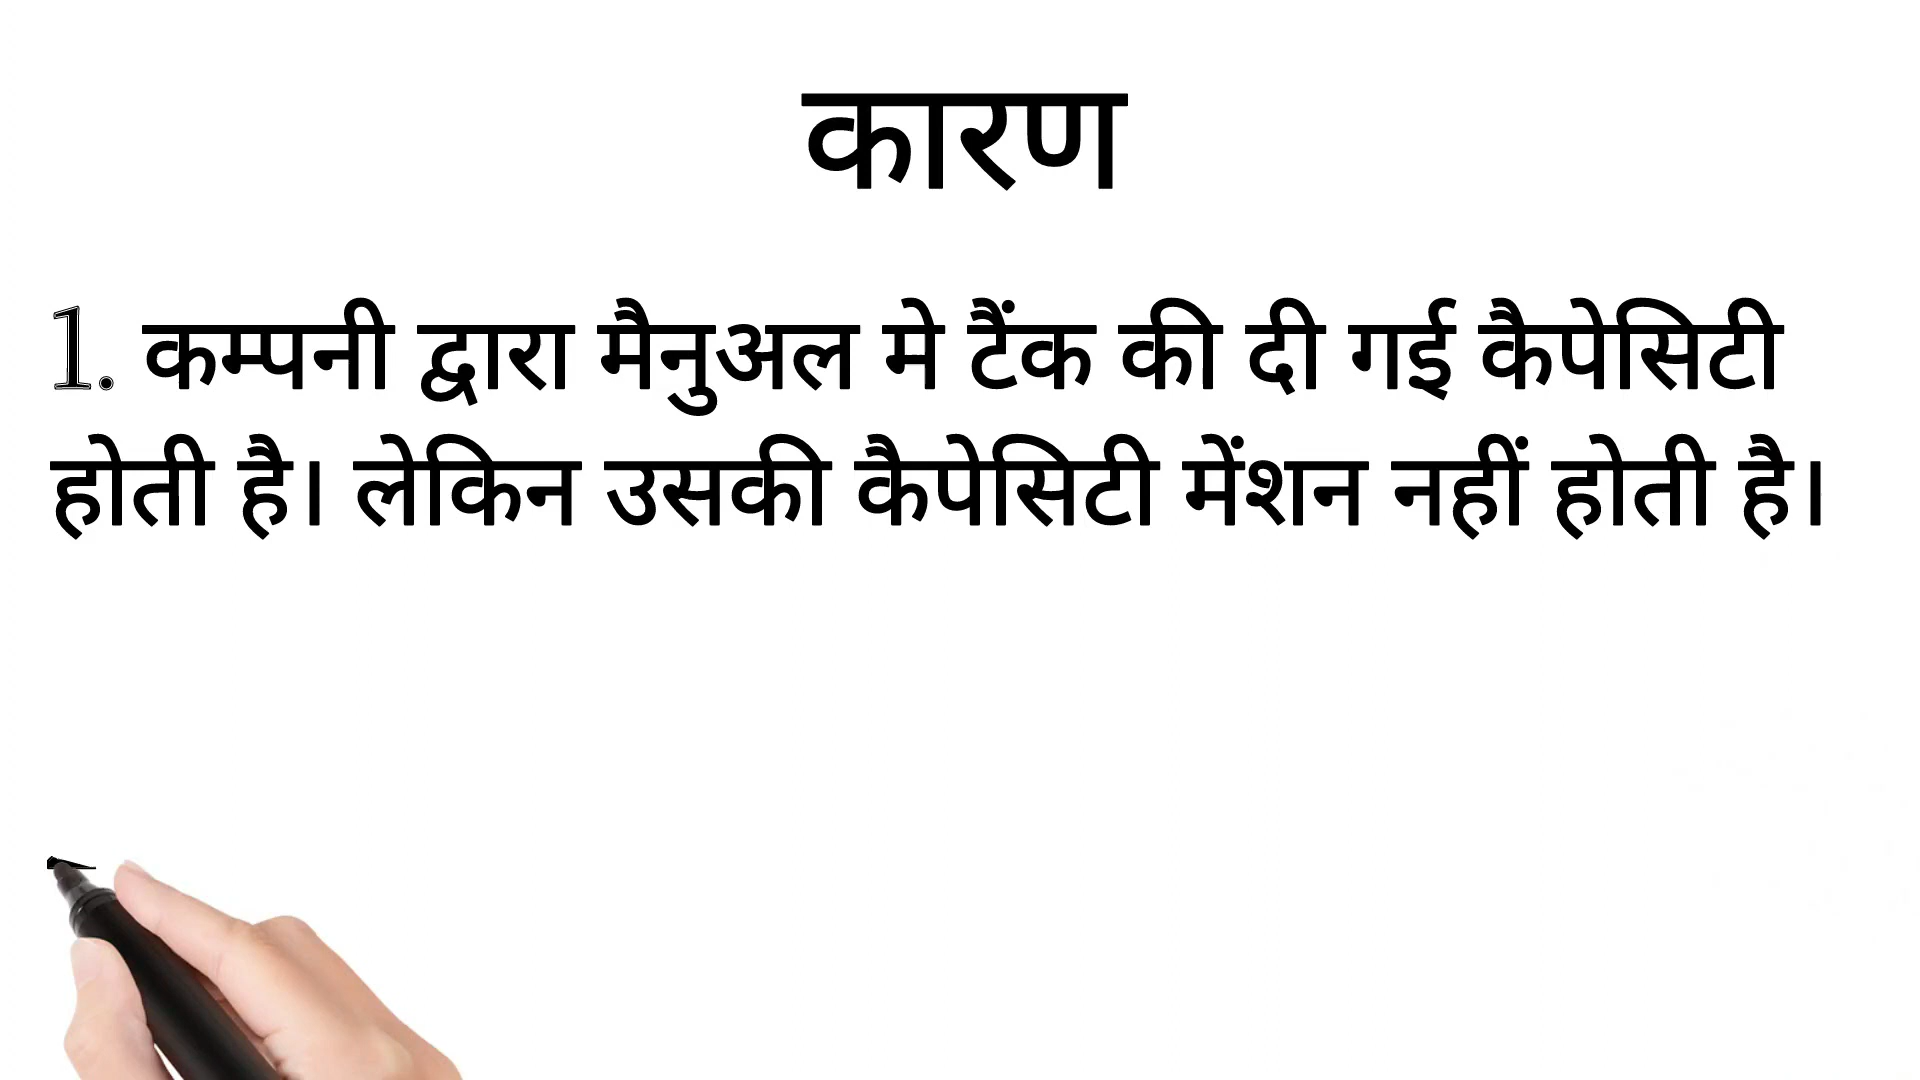 कारण
1. कम्पनी द्वारा मैनुअल मे टैंक की दी गई कैपेसिटी
होती है। लेकिन उसकी कैपेसिटी मेंशन नहीं होती है।